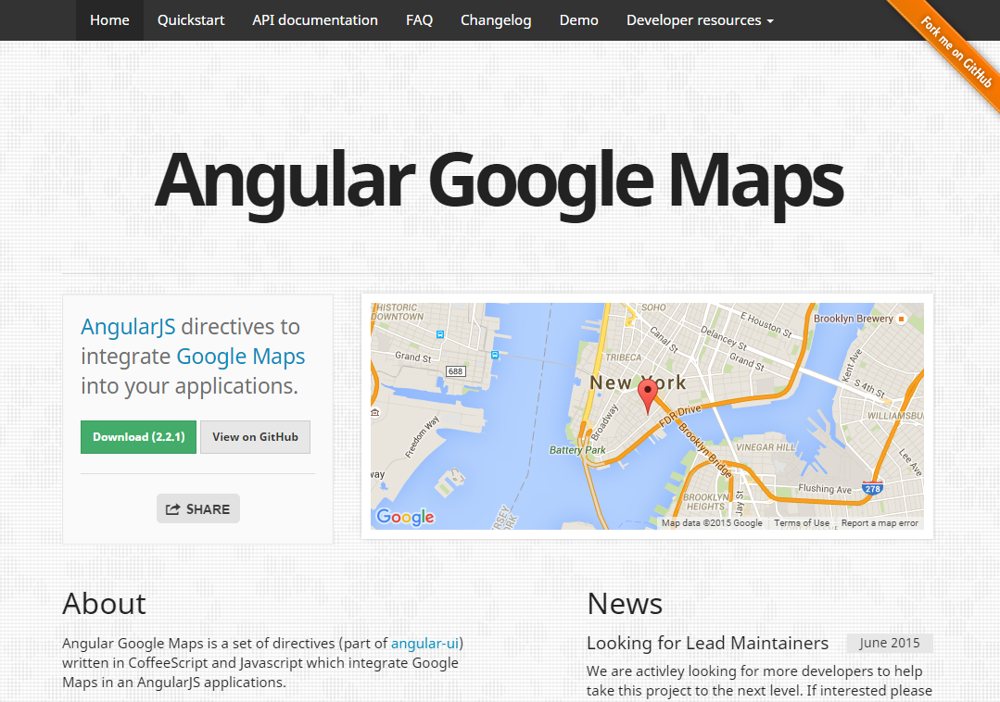 Home Quickstart API documentation FAQ Changelog Demo Developer resources
Fork me on GitHub
Angular Google Maps
AngularJS directives to
integrate Google Maps
into your applications.
Download (2.2.1) View on GitHub
SHARE
HISTORIC
DOWNTOWN
SOHO
E Houston St
Brooklyn Brewery
Canal St
Delancey St
Grand St
TRIBECA
Grand St
Kent Ave
688
New York
S 4th St
Broadway
FDR Drive
WILLIAMSBU
Freedom Way
Brooklyn Bridge
Battery Park
VINEGAR HILL
Lee Ave
way
Flushing Ave
278
BROOKLYN
HEIGHTS
Jay St
Google
Map data ©2015 Google Terms of Use Report a map error
About
Angular Google Maps is a set of directives (part of angular-ui)
written in CoffeeScript and Javascript which integrate Google
Maps in an AngularJS applications.
News
Looking for Lead Maintainers June 2015
We are activley looking for more developers to help
take this project to the next level. If interested please